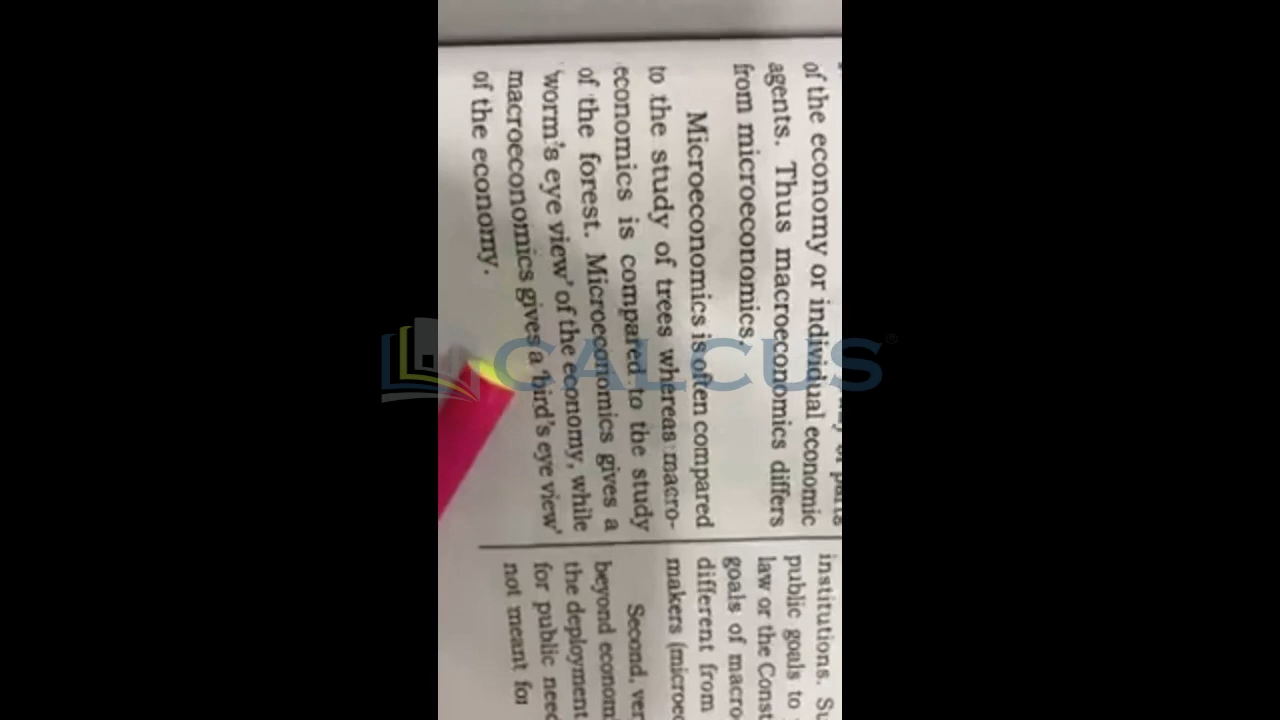 of the economy or individual economic
agents. Thus macroeconomics differs
from microeconomics.
Microeconomics is often compared
to the study of trees whereas macro-
economics is compared to the study
of the forest. Microeconomics gives a
'worm's eye view' of the economy, while
macroeconomics gives a 'bird's eye view'
of the economy.
institutions. Su
public goals to
law or the Const
goals of macro
different from
makers (microec
Second, ver
beyond econom
the deployment
for public need
not meant for
CALCUS®